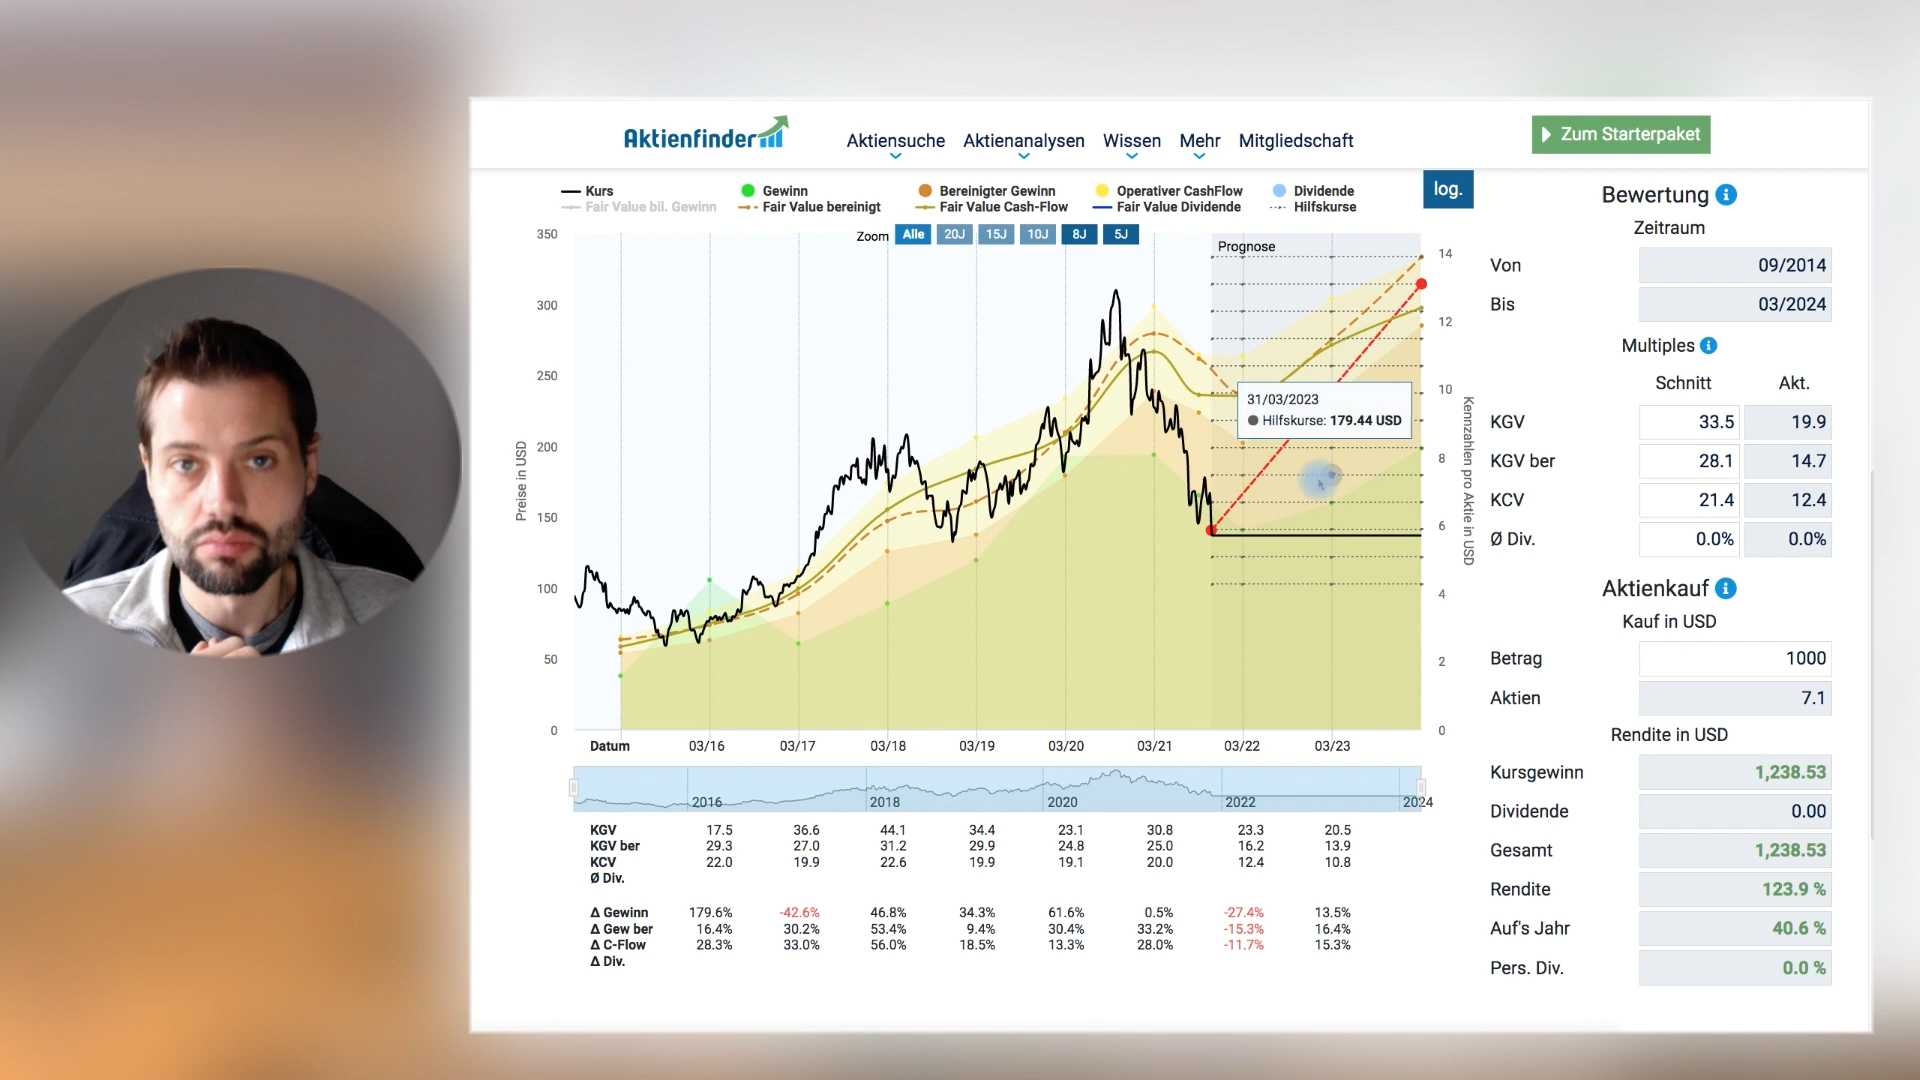 Aktienfinder
Aktiensuche Aktienanalysen Wissen Mehr Mitgliedschaft
Zum Starterpaket
Kurs Gewinn Bereinigter Gewinn Operativer CashFlow Dividende
Fair Value bil. Gewinn Fair Value bereinigt Fair Value Cash-Flow Fair Value Dividende Hilfskurse
log.
Zoom Alle 20J 15J 10J 8J 5J
Prognose
Preise in USD
350
300
250
200
150
100
50
0
14
12
10
8
6
4
2
0
Kennzahlen pro Aktie in USD
31/03/2023
Hilfskurse: 179.44 USD
Datum 03/16 03/17 03/18 03/19 03/20 03/21 03/22 03/23
2016 2018 2020 2022 2024
KGV 17.5 36.6 44.1 34.4 23.1 30.8 23.3 20.5
KGV ber 29.3 27.0 31.2 29.9 24.8 25.0 16.2 13.9
KCV 22.0 19.9 22.6 19.9 19.1 20.0 12.4 10.8
Ø Div.
Δ Gewinn 179.6% -42.6% 46.8% 34.3% 61.6% 0.5% -27.4% 13.5%
Δ Gew ber 16.4% 30.2% 53.4% 9.4% 30.4% 33.2% -15.3% 16.4%
Δ C-Flow 28.3% 33.0% 56.0% 18.5% 13.3% 28.0% -11.7% 15.3%
Δ Div.
Bewertung i
Zeitraum
Von 09/2014
Bis 03/2024
Multiples i
Schnitt Akt.
KGV 33.5 19.9
KGV ber 28.1 14.7
KCV 21.4 12.4
Ø Div. 0.0% 0.0%
Aktienkauf i
Kauf in USD
Betrag 1000
Aktien 7.1
Rendite in USD
Kursgewinn 1,238.53
Dividende 0.00
Gesamt 1,238.53
Rendite 123.9 %
Auf's Jahr 40.6 %
Pers. Div. 0.0 %